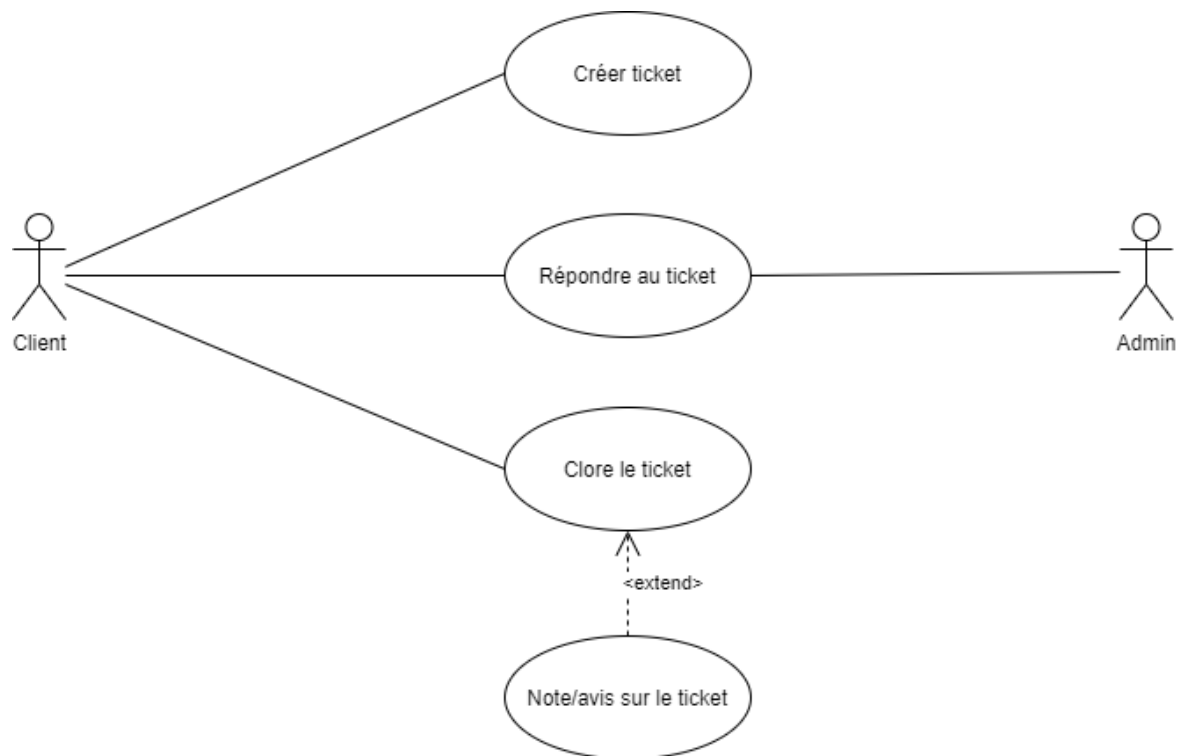 Créer ticket
Répondre au ticket
Client
Admin
Clore le ticket
<extend>
Note/avis sur le ticket